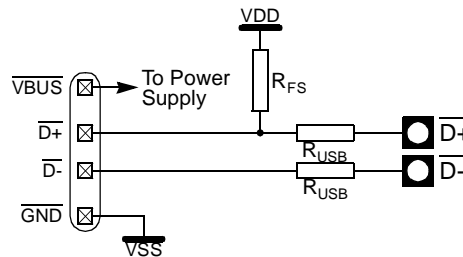 VDD
VBUS
To Power
Supply
RFS
D+
RUSB
D+
D-
RUSB
D-
GND
VSS